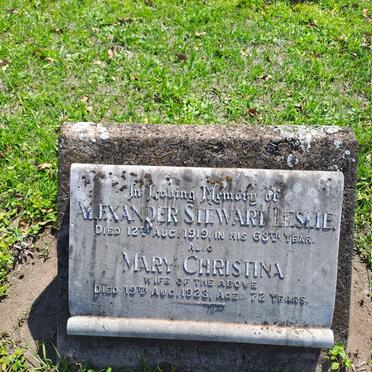 In Loving Memory of
ALEXANDER STEWART LESLIE,
DIED 12TH AUG. 1919, IN HIS 68TH YEAR.
ALSO
MARY CHRISTINA
WIFE OF THE ABOVE
DIED 19TH AUG. 1923, AGED 72 YEARS.